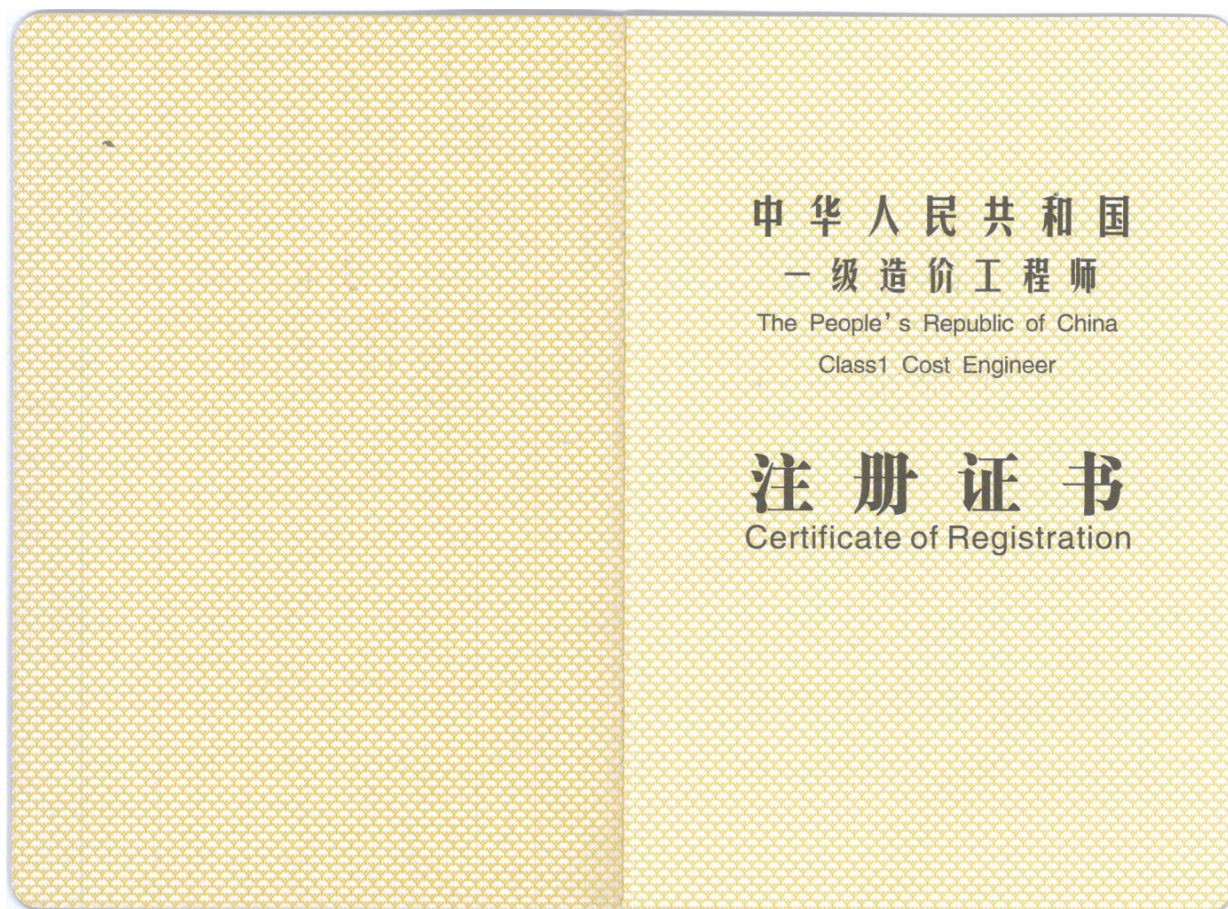 中华人民共和国
一级造价工程师
The People's Republic of China
Class1 Cost Engineer
注册证书
Certificate of Registration